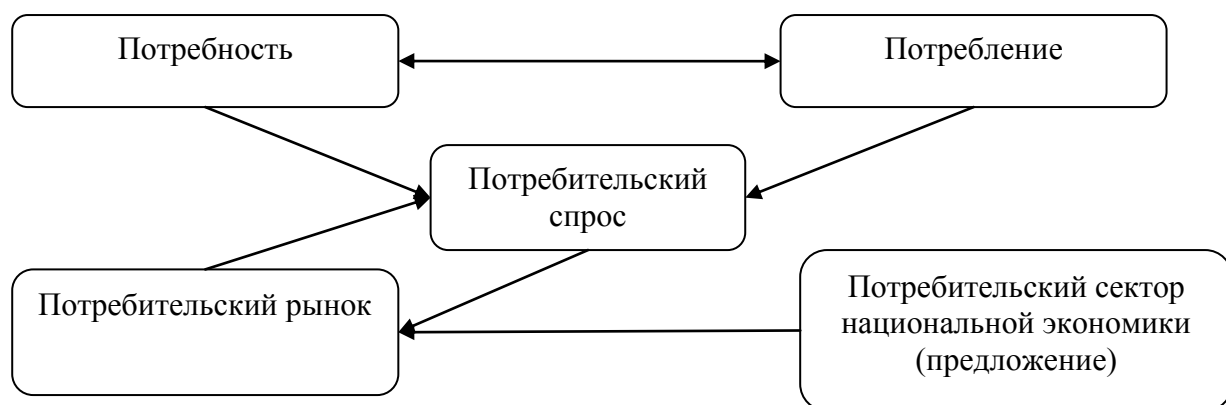 Потребность
Потребление
Потребительский
спрос
Потребительский рынок
Потребительский сектор
национальной экономики
(предложение)